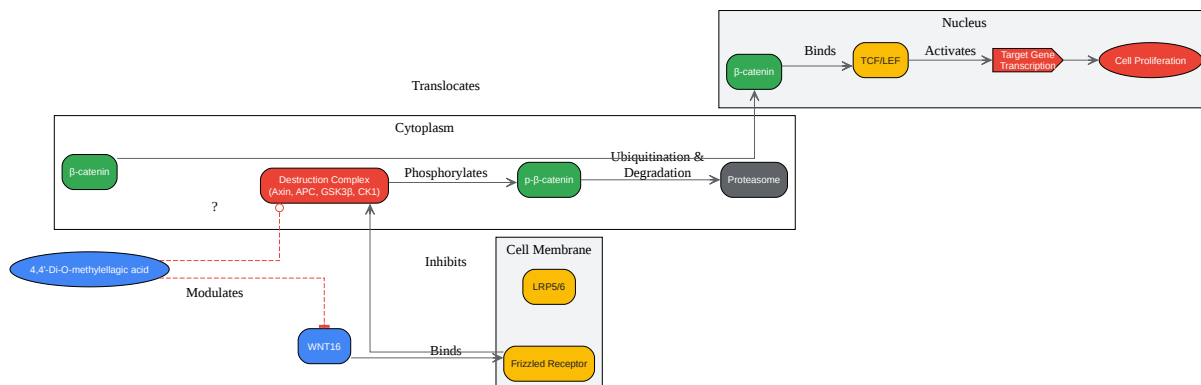 Nucleus
β-catenin
Binds
TCF/LEF
Activates
Target Gene
Transcription
Cell Proliferation
Translocates
Cytoplasm
β-catenin
Destruction Complex
(Axin, APC, GSK3β, CK1)
Phosphorylates
p-β-catenin
Ubiquitination &
Degradation
Proteasome
?
4,4'-Di-O-methylellagic acid
Modulates
Inhibits
Cell Membrane
LRP5/6
WNT16
Binds
Frizzled Receptor